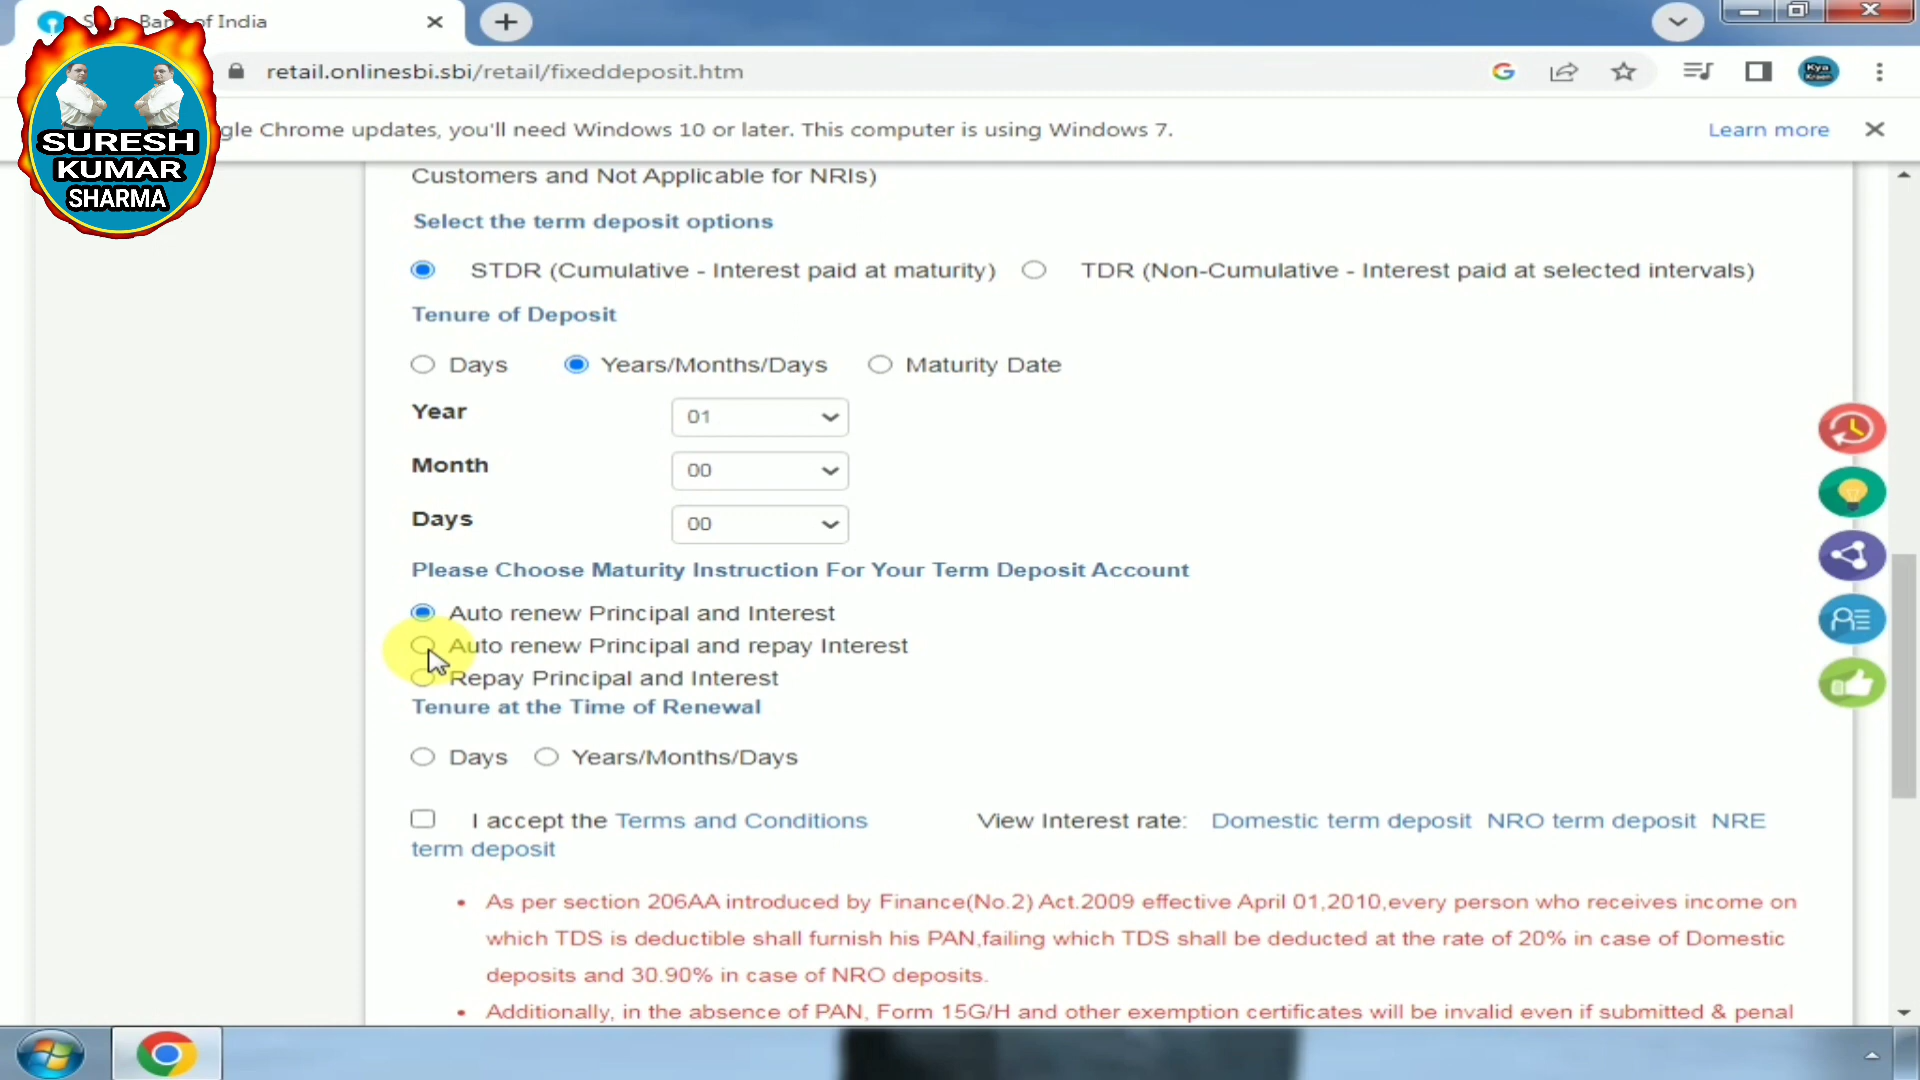 State Bank of India
retail.onlinesbi.sbi/retail/fixeddeposit.htm
Kya
SURESH
KUMAR
SHARMA
gle Chrome updates, you'll need Windows 10 or later. This computer is using Windows 7.
Learn more
Customers and Not Applicable for NRIs)
Select the term deposit options
STDR (Cumulative - Interest paid at maturity) TDR (Non-Cumulative - Interest paid at selected intervals)
Tenure of Deposit
Days Years/Months/Days Maturity Date
Year 01
Month 00
Days 00
Please Choose Maturity Instruction For Your Term Deposit Account
Auto renew Principal and Interest
Auto renew Principal and repay Interest
Repay Principal and Interest
Tenure at the Time of Renewal
Days Years/Months/Days
I accept the Terms and Conditions View Interest rate: Domestic term deposit NRO term deposit NRE
term deposit
• As per section 206AA introduced by Finance(No.2) Act.2009 effective April 01,2010,every person who receives income on
which TDS is deductible shall furnish his PAN,failing which TDS shall be deducted at the rate of 20% in case of Domestic
deposits and 30.90% in case of NRO deposits.
• Additionally, in the absence of PAN, Form 15G/H and other exemption certificates will be invalid even if submitted & penal